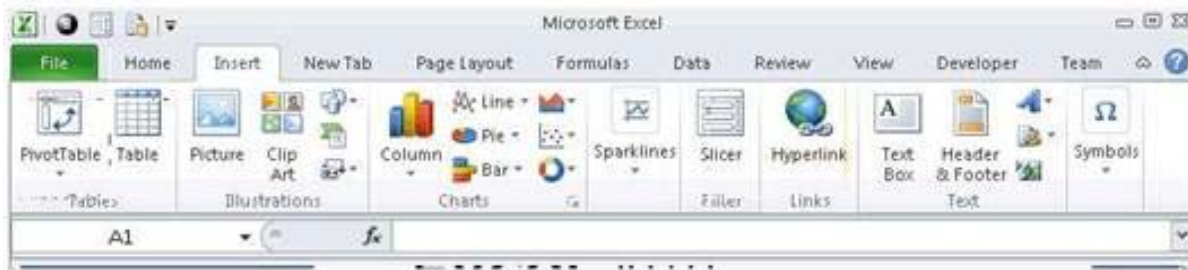 Microsoft Excel
File Home Insert New Tab Page Layout Formulas Data Review View Developer Team
PivotTable Table Picture Clip Art Column Line Pie Bar Sparklines Slicer Hyperlink Text Box Header & Footer Symbols
Tables Illustrations Charts Filler Links Text
A1 fx